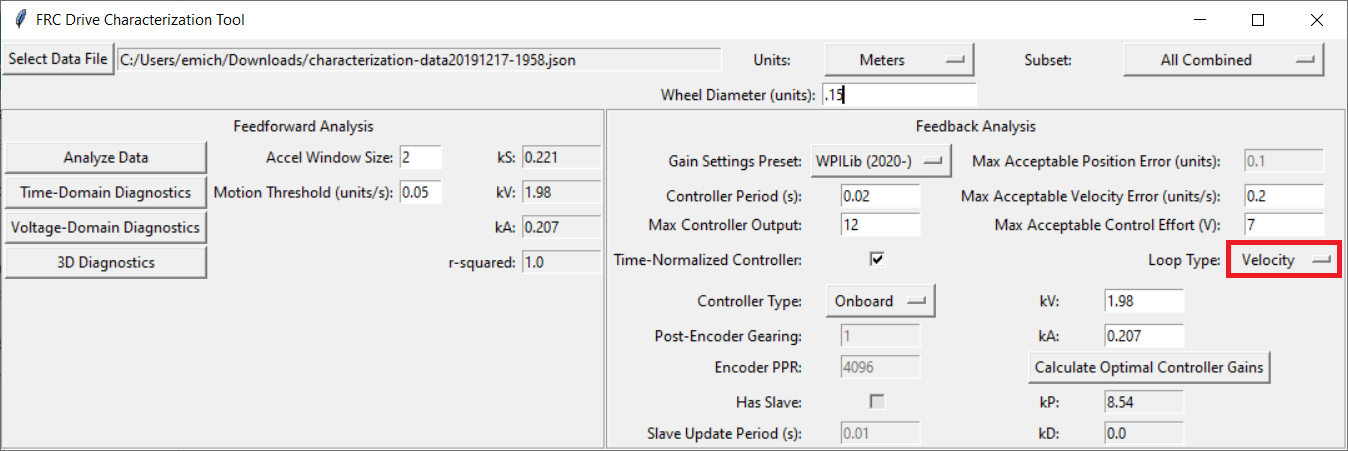 FRC Drive Characterization Tool
Select Data File C:/Users/emich/Downloads/characterization-data20191217-1958.json Units: Meters Subset: All Combined
Wheel Diameter (units): .15
Feedforward Analysis
Analyze Data Accel Window Size: 2 kS: 0.221
Time-Domain Diagnostics Motion Threshold (units/s): 0.05 kV: 1.98
Voltage-Domain Diagnostics kA: 0.207
3D Diagnostics r-squared: 1.0
Feedback Analysis
Gain Settings Preset: WPILib (2020-) Max Acceptable Position Error (units): 0.1
Controller Period (s): 0.02 Max Acceptable Velocity Error (units/s): 0.2
Max Controller Output: 12 Max Acceptable Control Effort (V): 7
Time-Normalized Controller: Loop Type: Velocity
Controller Type: Onboard kV: 1.98
Post-Encoder Gearing: 1 kA: 0.207
Encoder PPR: 4096 Calculate Optimal Controller Gains
Has Slave: kP: 8.54
Slave Update Period (s): 0.01 kD: 0.0